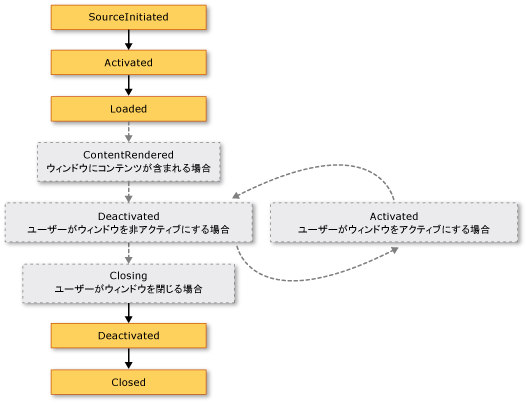 SourceInitiated
Activated
Loaded
ContentRendered
ウィンドウにコンテンツが含まれる場合
Deactivated
ユーザーがウィンドウを非アクティブにする場合
Activated
ユーザーがウィンドウをアクティブにする場合
Closing
ユーザーがウィンドウを閉じる場合
Deactivated
Closed